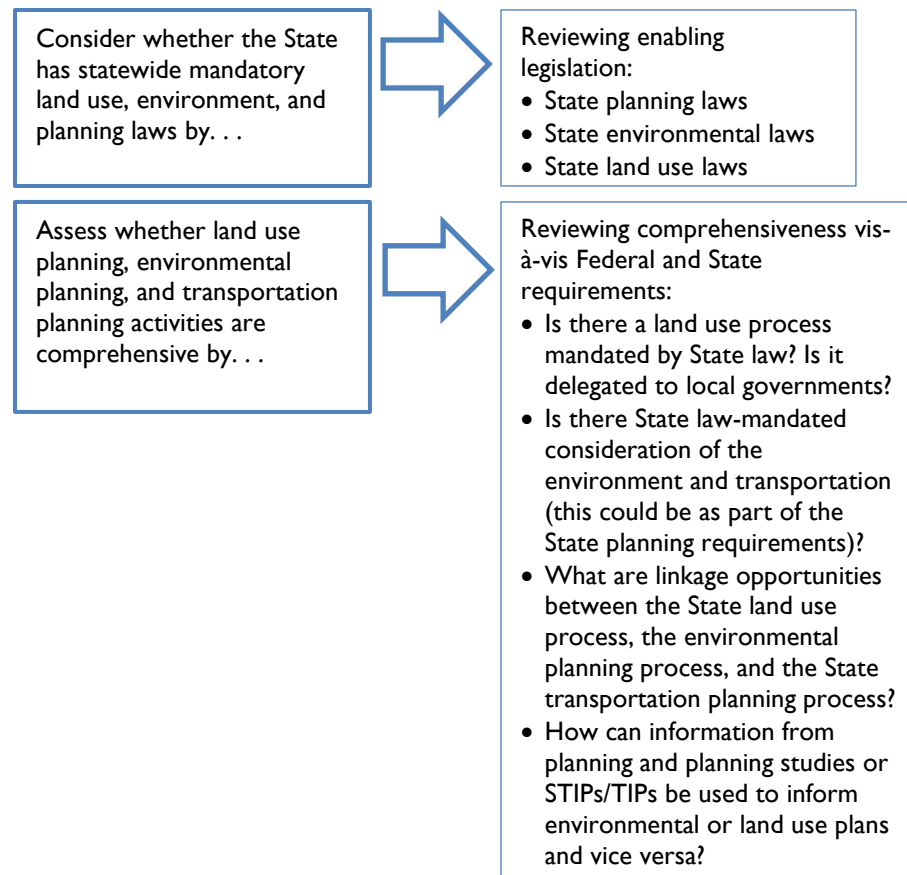 Consider whether the State
has statewide mandatory
land use, environment, and
planning laws by. . .
Reviewing enabling
legislation:
• State planning laws
• State environmental laws
• State land use laws
Assess whether land use
planning, environmental
planning, and transportation
planning activities are
comprehensive by. . .
Reviewing comprehensiveness vis-
à-vis Federal and State
requirements:
• Is there a land use process
mandated by State law? Is it
delegated to local governments?
• Is there State law-mandated
consideration of the
environment and transportation
(this could be as part of the
State planning requirements)?
• What are linkage opportunities
between the State land use
process, the environmental
planning process, and the State
transportation planning process?
• How can information from
planning and planning studies or
STIPs/TIPs be used to inform
environmental or land use plans
and vice versa?